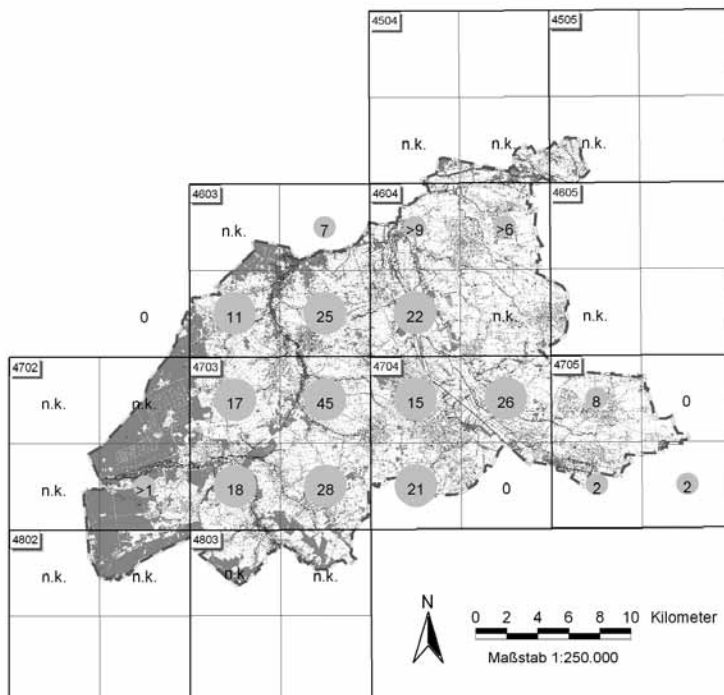 4504 4505
n.k. n.k. n.k.
4603 4604 4605
n.k. 7 >9 >6
0 11 25 22 n.k. n.k.
4702 4703 4704 4705
n.k. n.k. 17 45 15 26 8 0
n.k. >1 18 28 21 0 2 2
4802 4803
n.k. n.k. n.k. n.k.
N
0 2 4 6 8 10 Kilometer
Maßstab 1:250.000